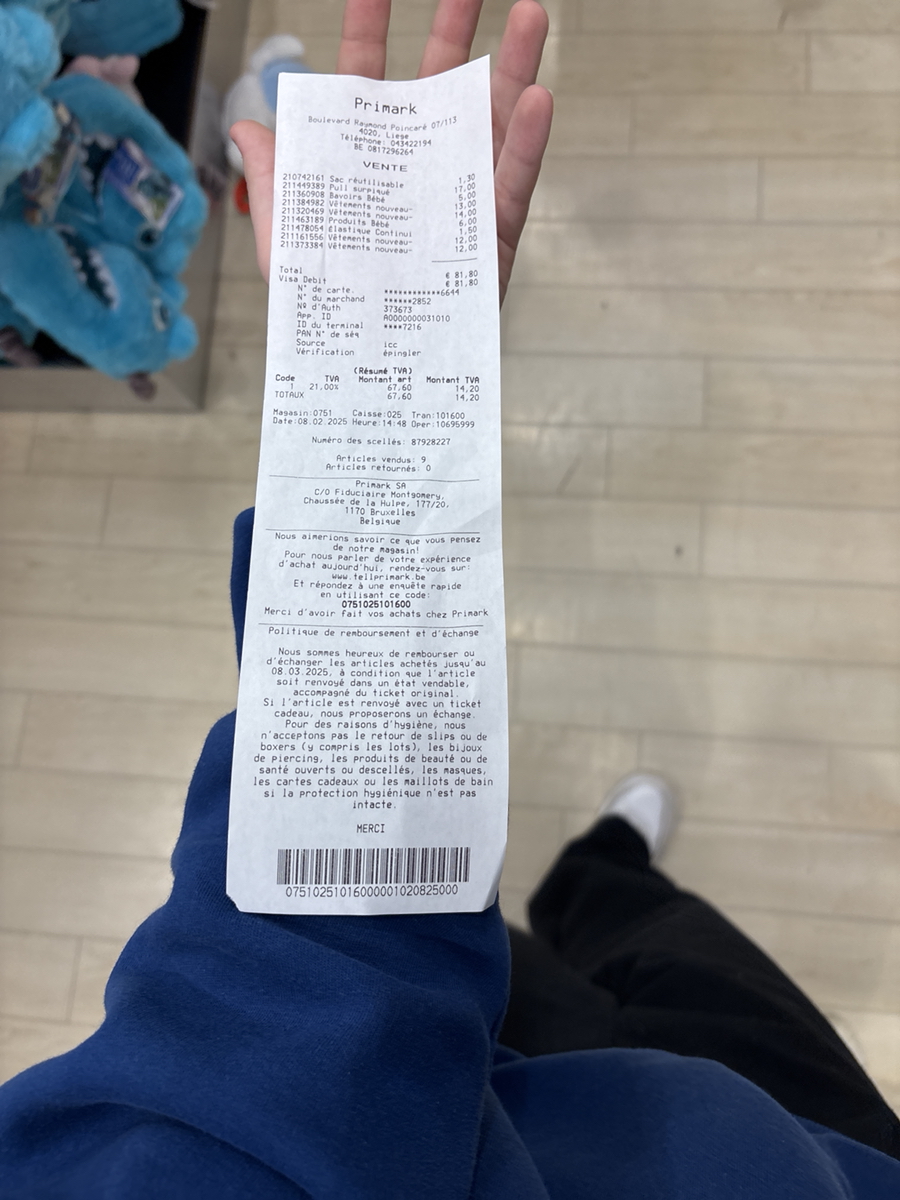 Primark
Boulevard Raymond Poincaré 07/113
4020, Liege
Téléphone: 043422194
BE 0817296264
VENTE
210742161 Sac réutilisable 1,30
211449389 Pull surpiqué 17,00
211360908 Bavoirs Bébé 5,00
211384982 Vêtements nouveau- 13,00
211320469 Vêtements nouveau- 14,00
211463189 Produits Bébé 6,00
211478054 Élastique Continui 1,50
211161556 Vêtements nouveau- 12,00
211373384 Vêtements nouveau- 12,00
Total € 81,80
Visa Debit € 81,80
N° de carte. ************6644
N° du marchand ******2852
Nº d'Auth 373673
App. ID A0000000031010
ID du terminal ****7216
PAN N° de séq
Source icc
Vérification épingler
(Résumé TVA)
Code TVA Montant art Montant TVA
1 21,00% 67,60 14,20
TOTAUX 67,60 14,20
Magasin:0751 Caisse:025 Tran:101600
Date:08.02.2025 Heure:14:48 Oper:10695999
Numéro des scellés: 87928227
Articles vendus: 9
Articles retournés: 0
Primark SA
C/O Fiduciaire Montgomery,
Chaussée de la Hulpe, 177/20,
1170 Bruxelles
Belgique
Nous aimerions savoir ce que vous pensez
de notre magasin!
Pour nous parler de votre expérience
d'achat aujourd'hui, rendez-vous sur:
www.tellprimark.be
Et répondez à une enquête rapide
en utilisant ce code:
0751025101600
Merci d'avoir fait vos achats chez Primark
Politique de remboursement et d'échange
Nous sommes heureux de rembourser ou
d'échanger les articles achetés jusqu'au
08.03.2025, à condition que l'article
soit renvoyé dans un état vendable,
accompagné du ticket original.
Si l'article est renvoyé avec un ticket
cadeau, nous proposerons un échange.
Pour des raisons d'hygiène, nous
n'acceptons pas le retour de slips ou de
boxers (y compris les lots), les bijoux
de piercing, les produits de beauté ou de
santé ouverts ou descellés, les masques,
les cartes cadeaux ou les maillots de bain
si la protection hygiénique n'est pas
intacte.
MERCI
07510251016000001020825000